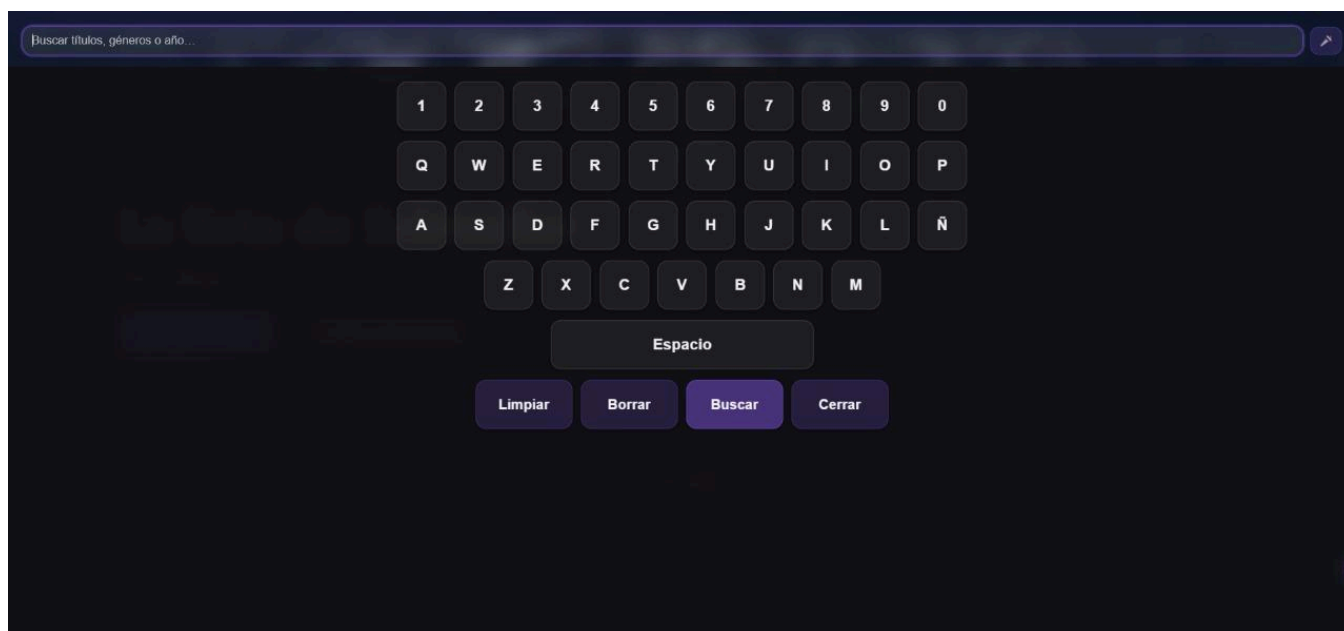 Buscar títulos, géneros o año...
1 2 3 4 5 6 7 8 9 0
Q W E R T Y U I O P
A S D F G H J K L Ñ
Z X C V B N M
Espacio
Limpiar Borrar Buscar Cerrar